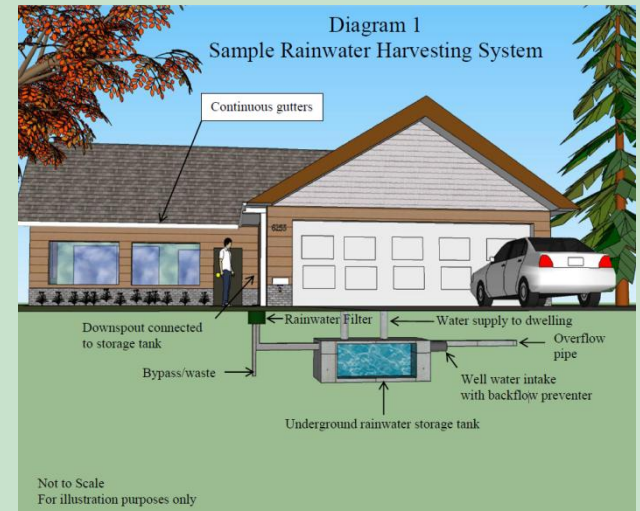 Diagram 1
Sample Rainwater Harvesting System
Continuous gutters
6253
Downspout connected
to storage tank
Rainwater Filter
Water supply to dwelling
Overflow
pipe
Bypass/waste
Well water intake
with backflow preventer
Underground rainwater storage tank
Not to Scale
For illustration purposes only